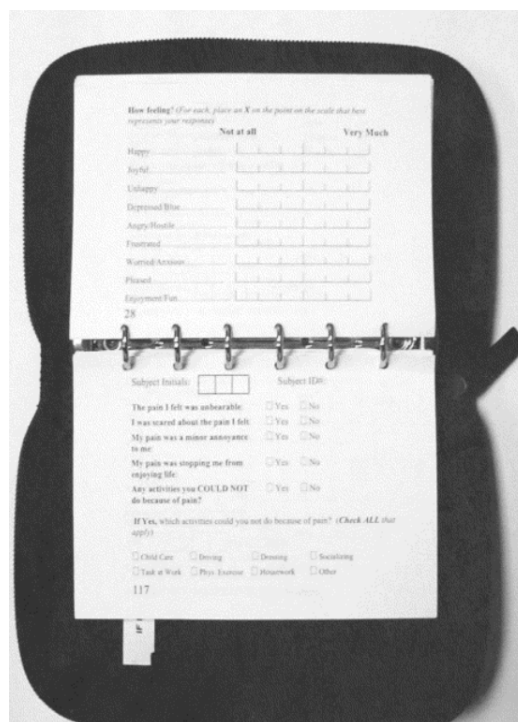 How feeling? (For each, place an X on the point on the scale that best
represents your response)
Not at all Very Much
Happy
Joyful
Unhappy
Depressed/Blue
Angry/Hostile
Frustrated
Worried/Anxious
Pleased
Enjoyment/Fun
28
Subject Initials: Subject ID#:
The pain I felt was unbearable: Yes No
I was scared about the pain I felt: Yes No
My pain was a minor annoyance Yes No
to me:
My pain was stopping me from Yes No
enjoying life:
Any activities you COULD NOT Yes No
do because of pain?
If Yes, which activities could you not do because of pain? (Check ALL that
apply)
Child Care Driving Dressing Socializing
Task at Work Phys. Exercise Housework Other
117
IF